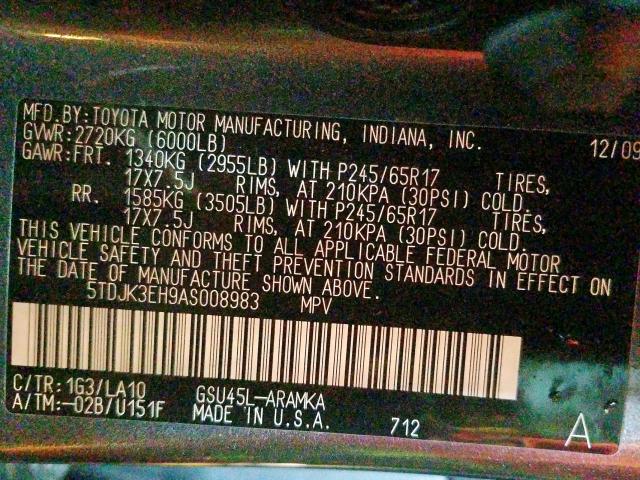 MFD.BY:TOYOTA MOTOR MANUFACTURING, INDIANA, INC. 12/09
GVWR:2720KG (6000LB)
GAWR:FRT. 1340KG (2955LB) WITH P245/65R17 TIRES,
17X7.5J RIMS, AT 210KPA (30PSI) COLD.
RR. 1585KG (3505LB) WITH P245/65R17 TIRES,
17X7.5J RIMS, AT 210KPA (30PSI) COLD.
THIS VEHICLE CONFORMS TO ALL APPLICABLE FEDERAL MOTOR
VEHICLE SAFETY AND THEFT PREVENTION STANDARDS IN EFFECT ON
THE DATE OF MANUFACTURE SHOWN ABOVE.
5TDJK3EH9AS008983 MPV
C/TR:1G3/LA10 GSU45L-ARAMKA
A/TM:-02B/U151F MADE IN U.S.A. 712 A